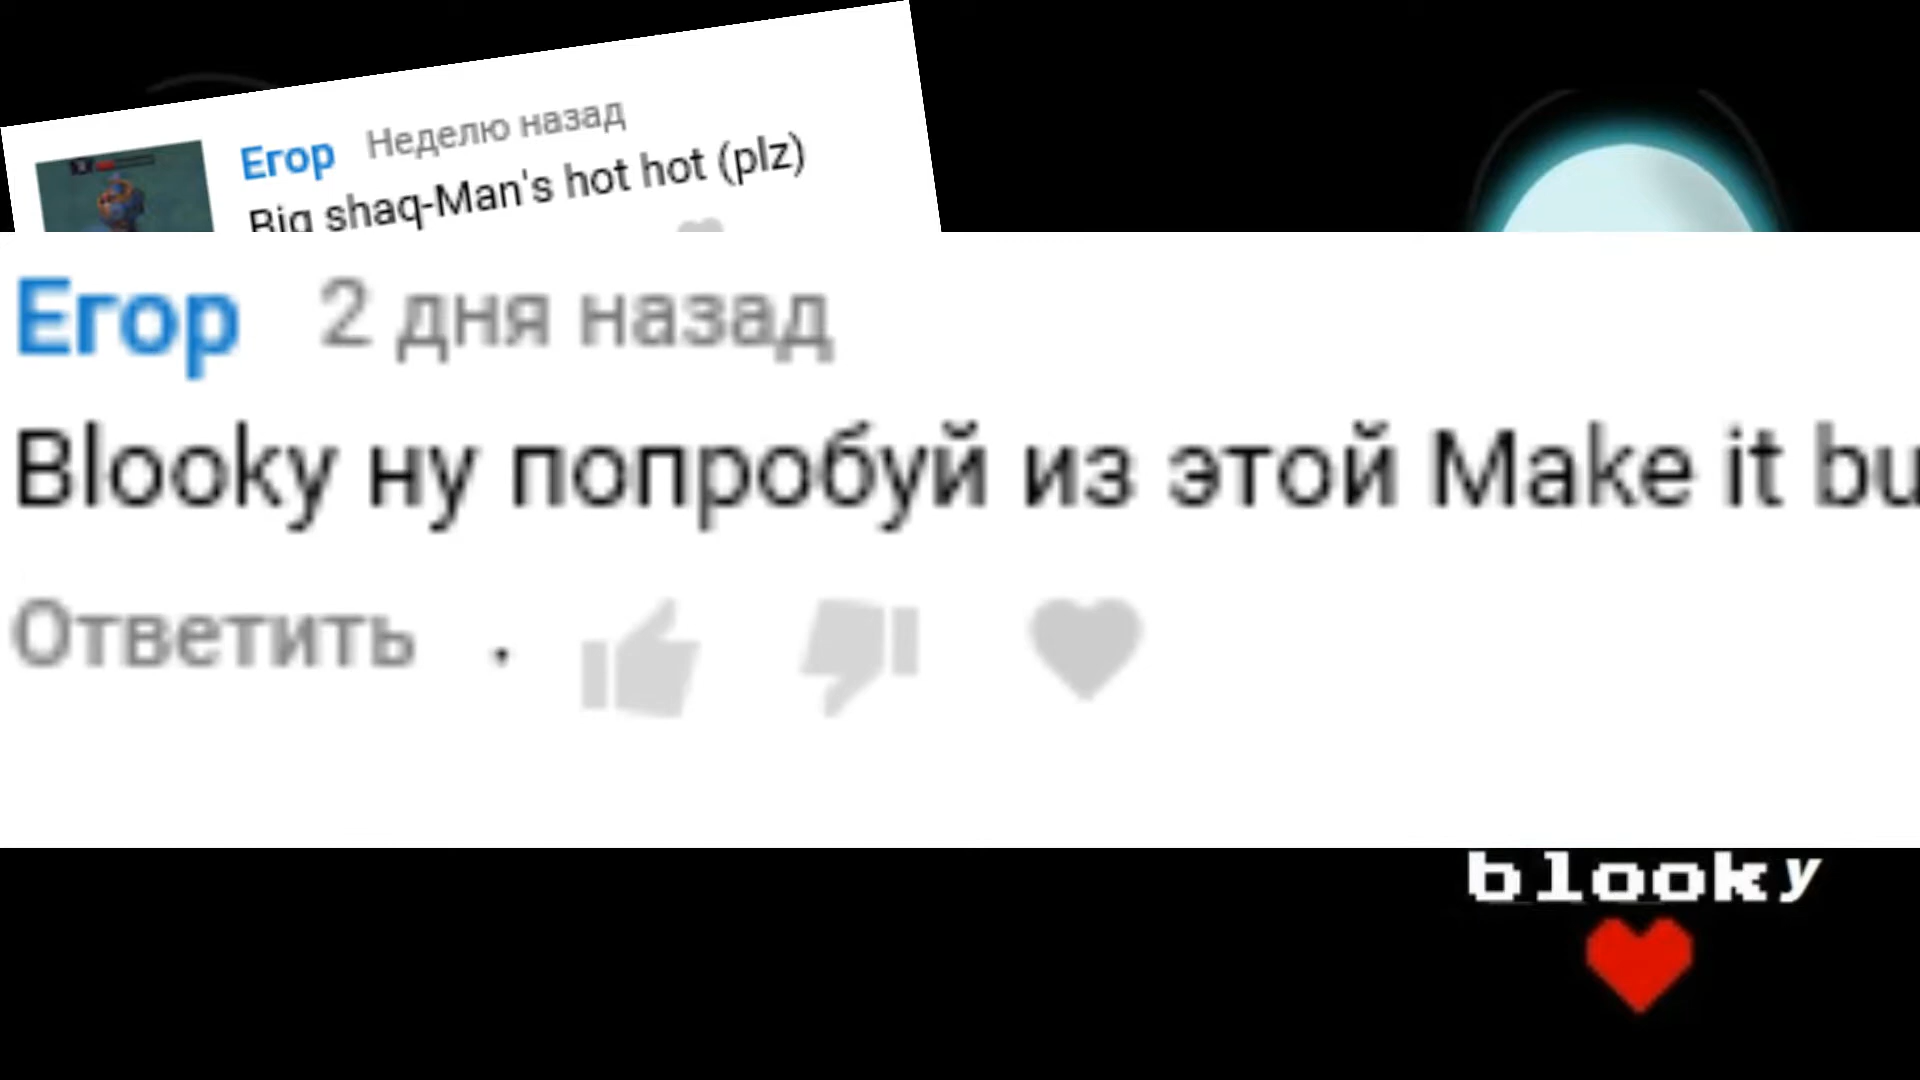 Егор Неделю назад
Big shaq-Man's hot hot (plz)
Егор 2 дня назад
Blooky ну попробуй из этой Make it bu
Ответить
blooky